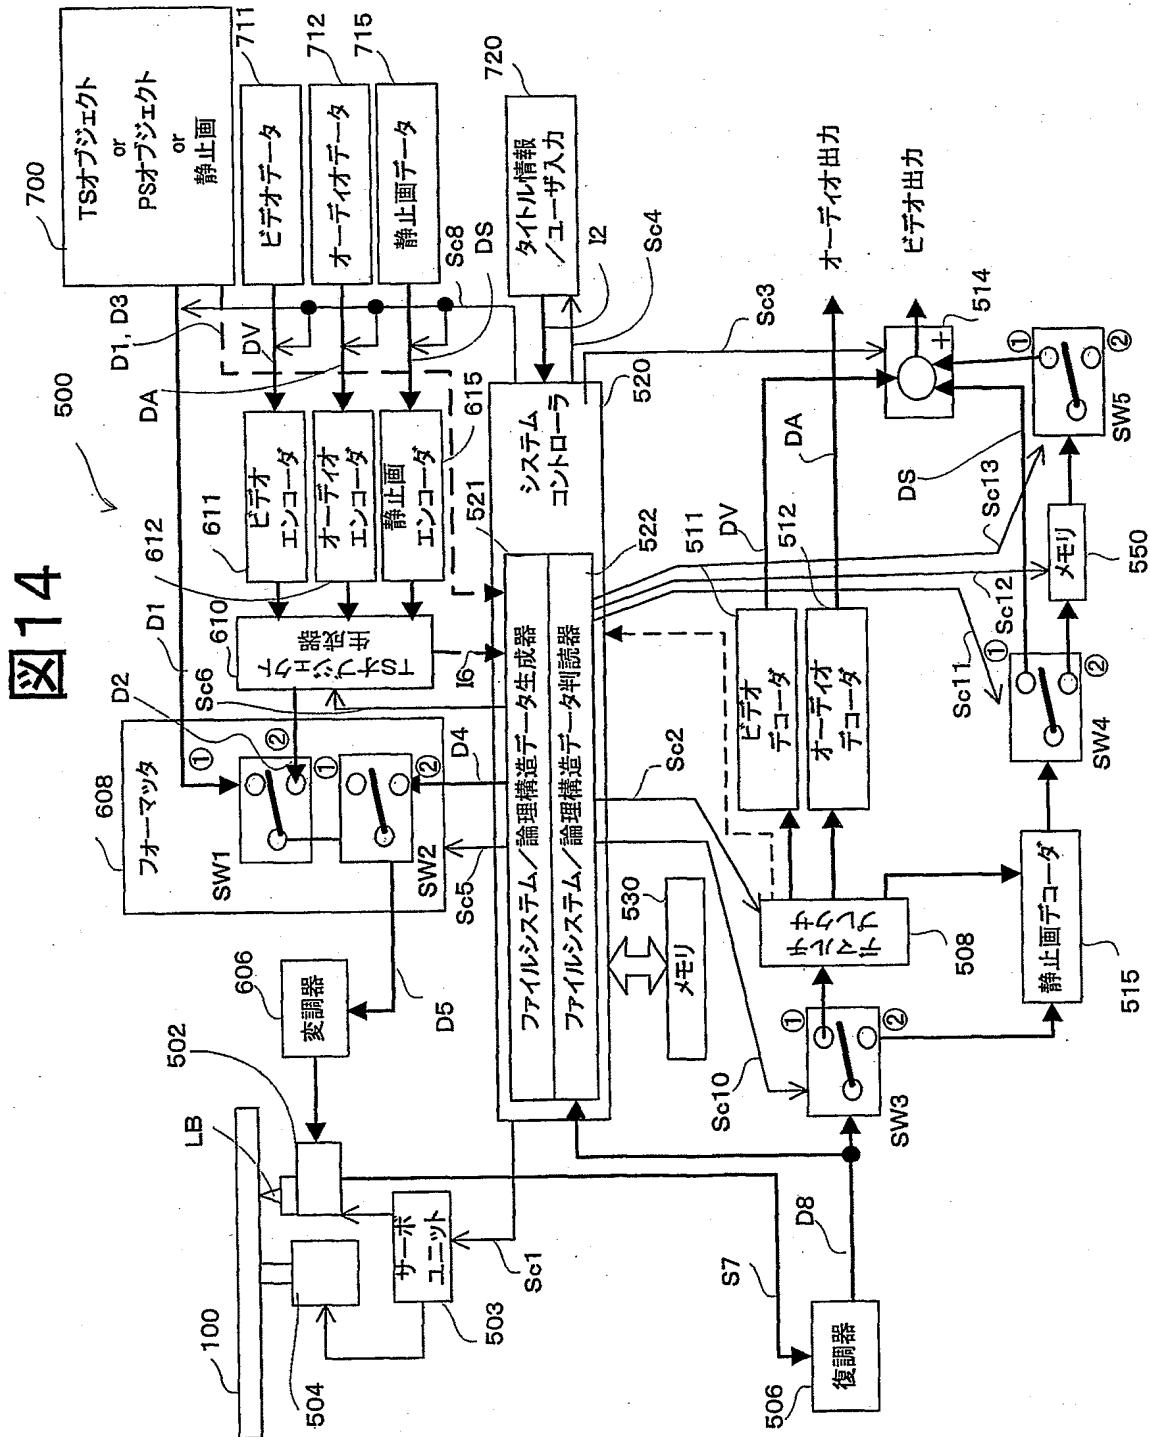 図14
500
700
TSオブジェクト
or
PSオブジェクト
or
静止画
711
ビデオデータ
712
オーディオデータ
715
静止画データ
720
タイトル情報
／ユーザ入力
D1, D3
DV
DA
DS
Sc8
I2
Sc4
611
ビデオ
エンコーダ
612
オーディオ
エンコーダ
615
静止画
エンコーダ
610
TSオブジェクト
生成器
D1
D2
Sc6
I6
608
フォーマッタ
①
②
SW1
①
②
SW2
D4
Sc5
D5
606
変調器
502
LB
100
504
サーボ
ユニット
503
Sc1
520
システム
コントローラ
521
ファイルシステム／論理構造データ生成器
522
ファイルシステム／論理構造データ判読器
530
メモリ
S7
506
復調器
D8
Sc10
①
②
SW3
Sc2
デマルチ
プレクサ
508
511
ビデオ
デコーダ
512
オーディオ
デコーダ
515
静止画デコーダ
DV
DA
DS
Sc3
Sc11
Sc12
Sc13
①
②
SW4
メモリ
550
①
②
SW5
514
+
オーディオ出力
ビデオ出力